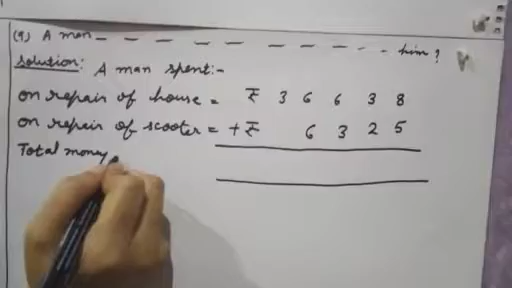 (9) A man _ _ _ _ _ _ _ _ _ _ him?
Solution: A man spent:-
on repair of house = ₹ 3 6 6 3 8
on repair of scooter = + ₹ 6 3 2 5
Total money